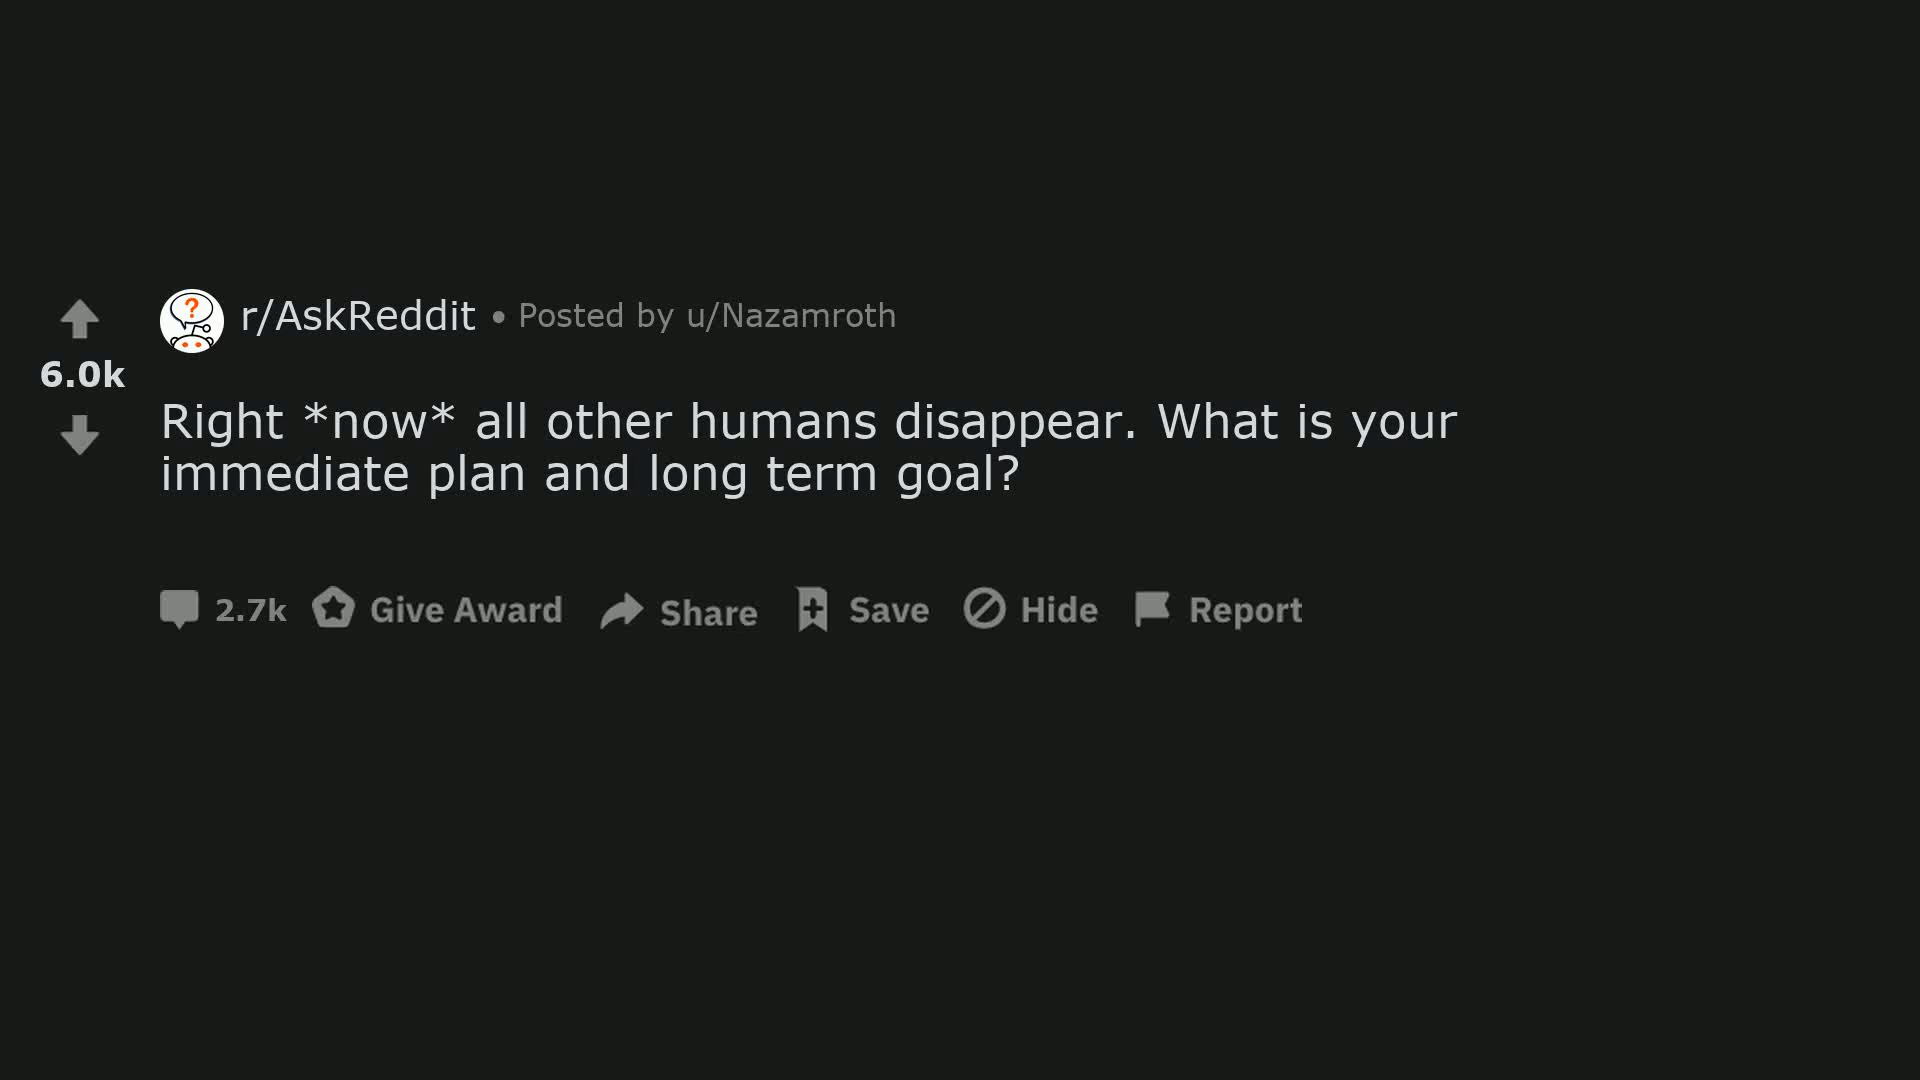 r/AskReddit • Posted by u/Nazamroth
6.0k
Right *now* all other humans disappear. What is your
immediate plan and long term goal?
2.7k Give Award Share Save Hide Report